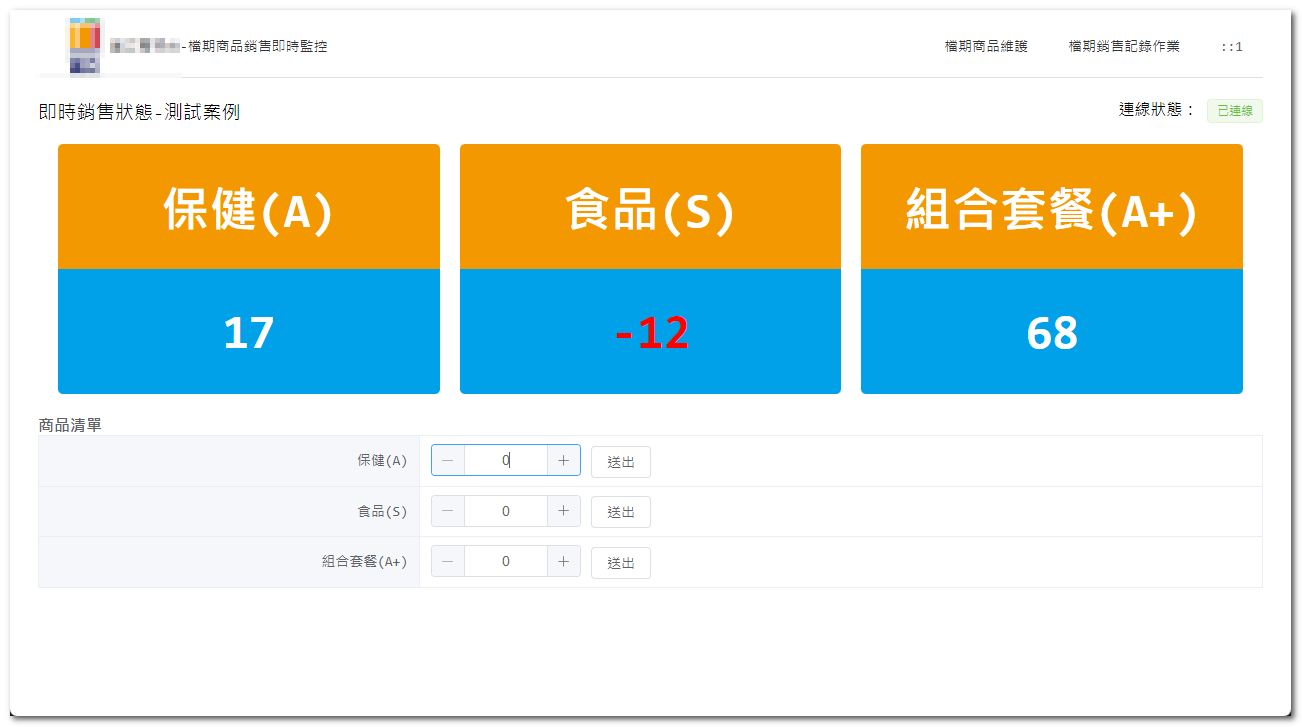 -檔期商品銷售即時監控
檔期商品維護 檔期銷售記錄作業 ::1
即時銷售狀態-測試案例
連線狀態： 已連線
保健(A) 食品(S) 組合套餐(A+)
17 -12 68
商品清單
保健(A) — 0 + 送出
食品(S) — 0 + 送出
組合套餐(A+) — 0 + 送出